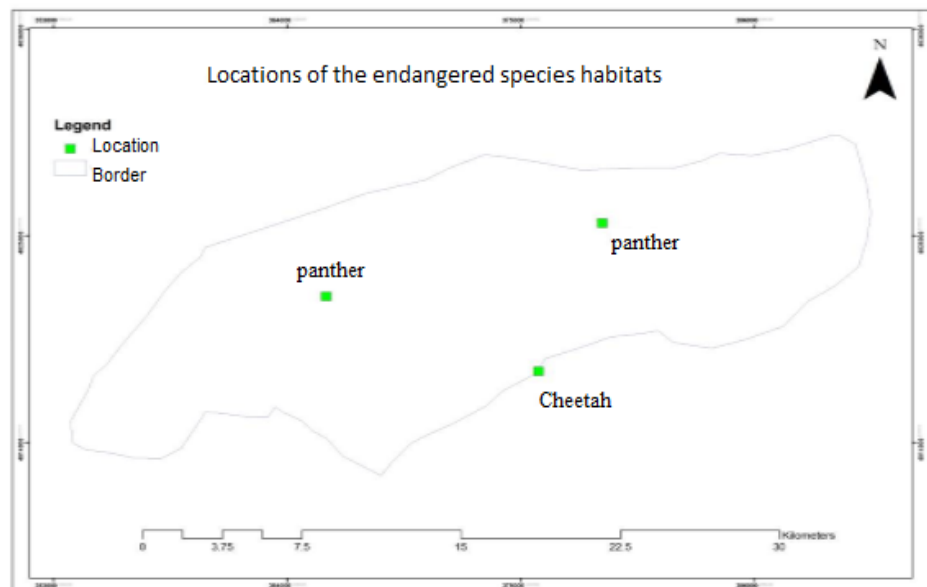 Locations of the endangered species habitats
N
Legend
Location
Border
panther
panther
Cheetah
0 3.75 7.5 15 22.5 30
Kilometers